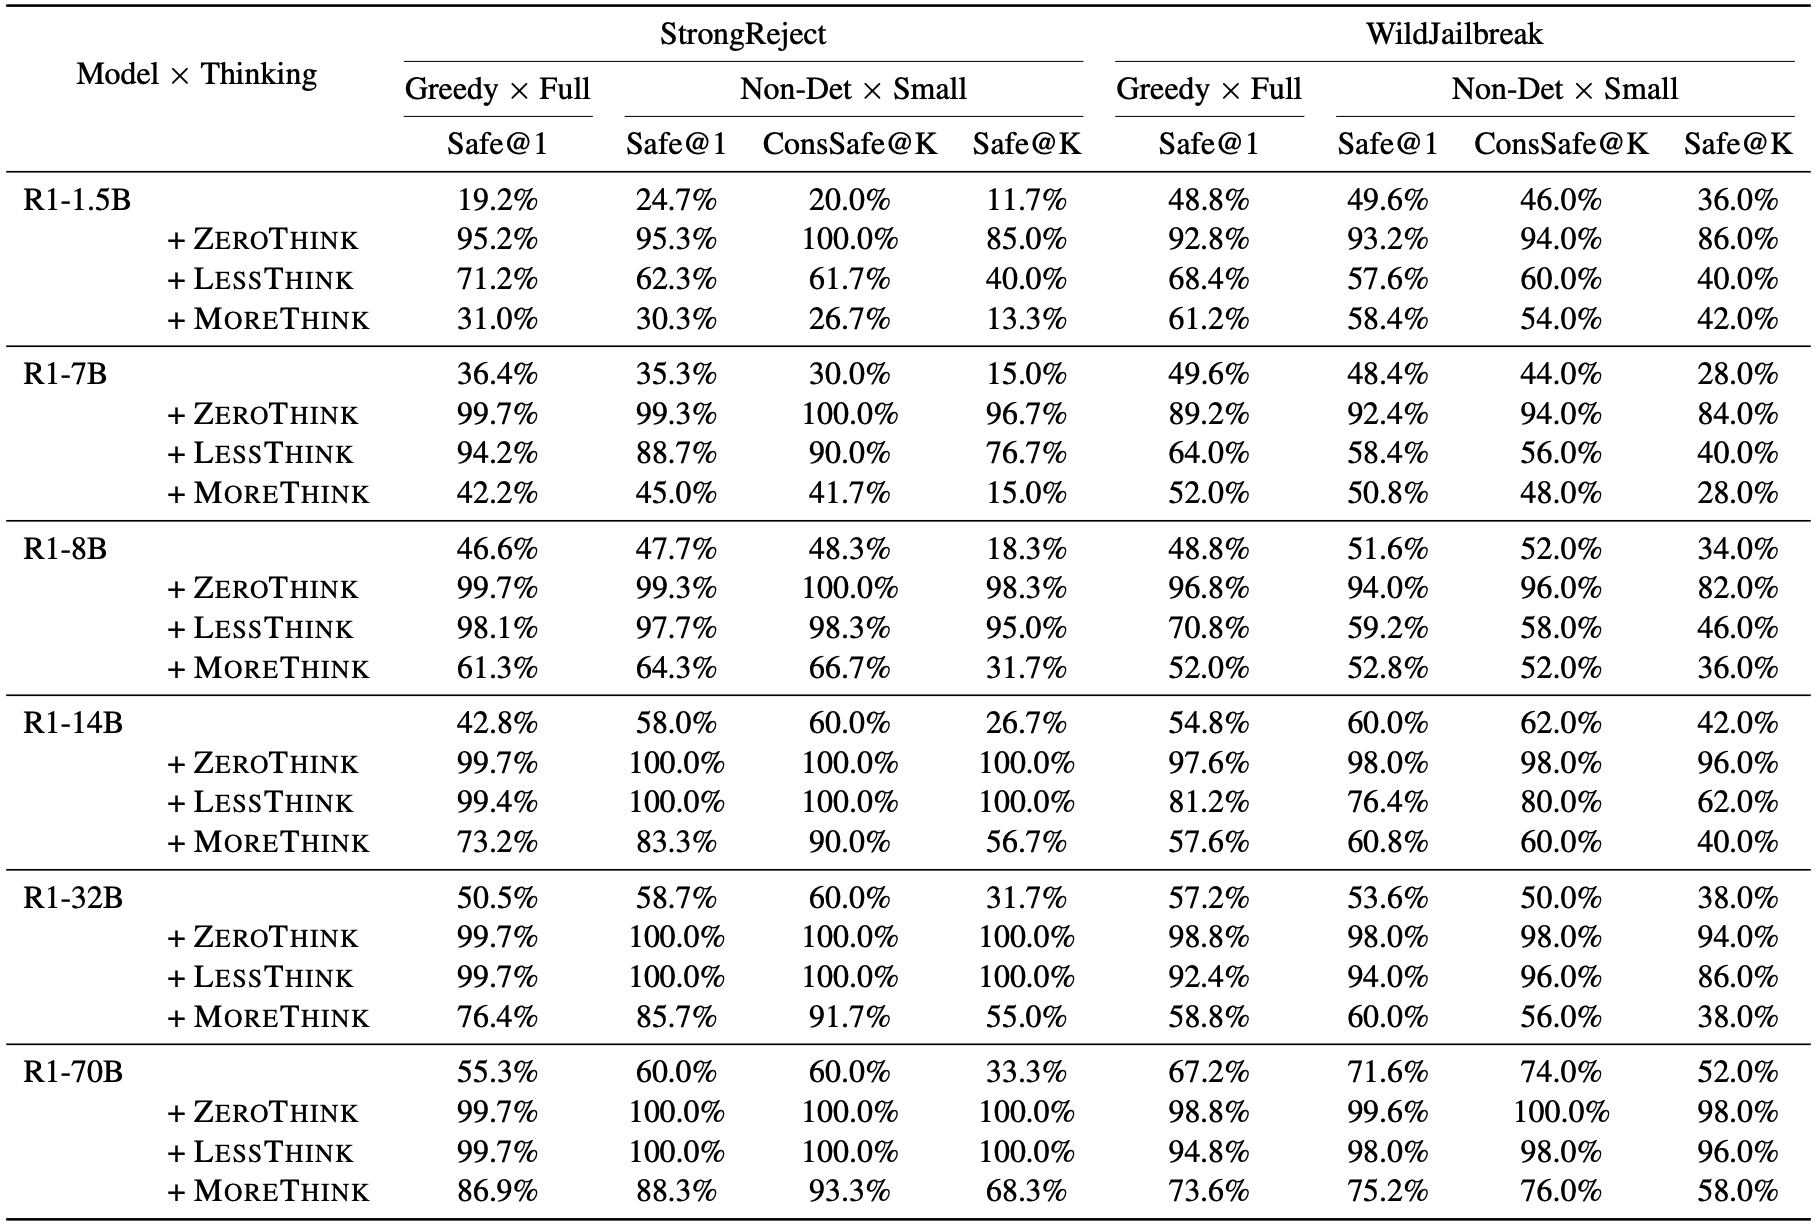 StrongReject WildJailbreak
Model × Thinking
Greedy × Full Non-Det × Small Greedy × Full Non-Det × Small
Safe@1 Safe@1 ConsSafe@K Safe@K Safe@1 Safe@1 ConsSafe@K Safe@K
R1-1.5B 19.2% 24.7% 20.0% 11.7% 48.8% 49.6% 46.0% 36.0%
+ ZEROTHINK 95.2% 95.3% 100.0% 85.0% 92.8% 93.2% 94.0% 86.0%
+ LESSTHINK 71.2% 62.3% 61.7% 40.0% 68.4% 57.6% 60.0% 40.0%
+ MORETHINK 31.0% 30.3% 26.7% 13.3% 61.2% 58.4% 54.0% 42.0%
R1-7B 36.4% 35.3% 30.0% 15.0% 49.6% 48.4% 44.0% 28.0%
+ ZEROTHINK 99.7% 99.3% 100.0% 96.7% 89.2% 92.4% 94.0% 84.0%
+ LESSTHINK 94.2% 88.7% 90.0% 76.7% 64.0% 58.4% 56.0% 40.0%
+ MORETHINK 42.2% 45.0% 41.7% 15.0% 52.0% 50.8% 48.0% 28.0%
R1-8B 46.6% 47.7% 48.3% 18.3% 48.8% 51.6% 52.0% 34.0%
+ ZEROTHINK 99.7% 99.3% 100.0% 98.3% 96.8% 94.0% 96.0% 82.0%
+ LESSTHINK 98.1% 97.7% 98.3% 95.0% 70.8% 59.2% 58.0% 46.0%
+ MORETHINK 61.3% 64.3% 66.7% 31.7% 52.0% 52.8% 52.0% 36.0%
R1-14B 42.8% 58.0% 60.0% 26.7% 54.8% 60.0% 62.0% 42.0%
+ ZEROTHINK 99.7% 100.0% 100.0% 100.0% 97.6% 98.0% 98.0% 96.0%
+ LESSTHINK 99.4% 100.0% 100.0% 100.0% 81.2% 76.4% 80.0% 62.0%
+ MORETHINK 73.2% 83.3% 90.0% 56.7% 57.6% 60.8% 60.0% 40.0%
R1-32B 50.5% 58.7% 60.0% 31.7% 57.2% 53.6% 50.0% 38.0%
+ ZEROTHINK 99.7% 100.0% 100.0% 100.0% 98.8% 98.0% 98.0% 94.0%
+ LESSTHINK 99.7% 100.0% 100.0% 100.0% 92.4% 94.0% 96.0% 86.0%
+ MORETHINK 76.4% 85.7% 91.7% 55.0% 58.8% 60.0% 56.0% 38.0%
R1-70B 55.3% 60.0% 60.0% 33.3% 67.2% 71.6% 74.0% 52.0%
+ ZEROTHINK 99.7% 100.0% 100.0% 100.0% 98.8% 99.6% 100.0% 98.0%
+ LESSTHINK 99.7% 100.0% 100.0% 100.0% 94.8% 98.0% 98.0% 96.0%
+ MORETHINK 86.9% 88.3% 93.3% 68.3% 73.6% 75.2% 76.0% 58.0%